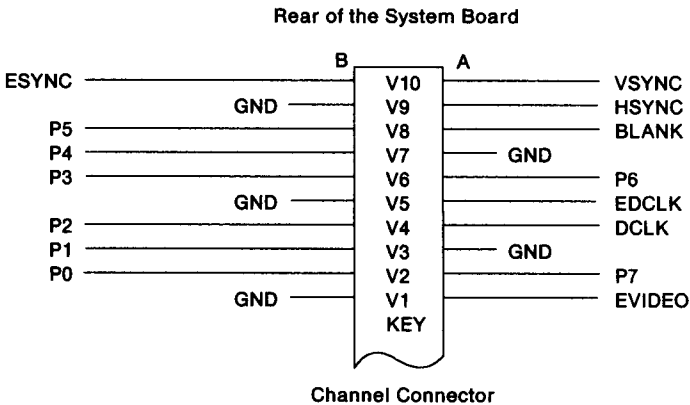 Rear of the System Board
B A
ESYNC V10 VSYNC
GND V9 HSYNC
P5 V8 BLANK
P4 V7 GND
P3 V6 P6
GND V5 EDCLK
P2 V4 DCLK
P1 V3 GND
P0 V2 P7
GND V1 EVIDEO
KEY
Channel Connector